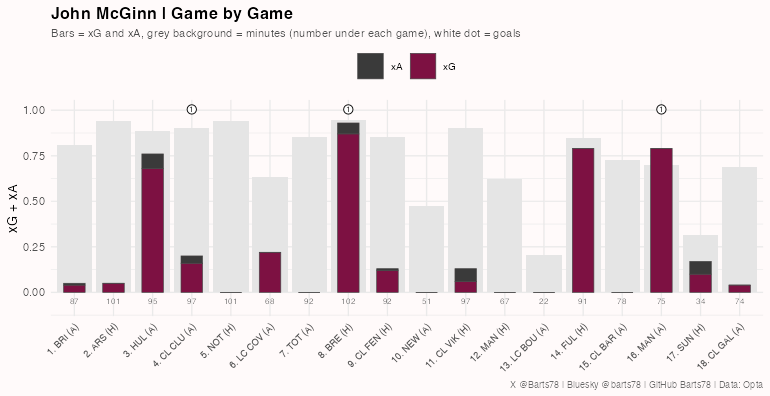 John McGinn | Game by Game
Bars = xG and xA, grey background = minutes (number under each game), white dot = goals
xA xG
1 1 1
1.00
0.75
0.50
0.25
0.00
xG + xA
87 101 95 97 101 68 92 102 92 51 97 67 22 91 78 75 34 74
1. BRI (A)
2. ARS (H)
3. HUL (A)
4. CL CLU (A)
5. NOT (H)
6. LC COV (A)
7. TOT (A)
8. BRE (H)
9. CL FEN (H)
10. NEW (A)
11. CL VIK (H)
12. MAN (H)
13. LC BOU (A)
14. FUL (H)
15. CL BAR (A)
16. MAN (A)
17. SUN (H)
18. CL GAL (A)
X @Barts78 | Bluesky @barts78 | GitHub Barts78 | Data: Opta